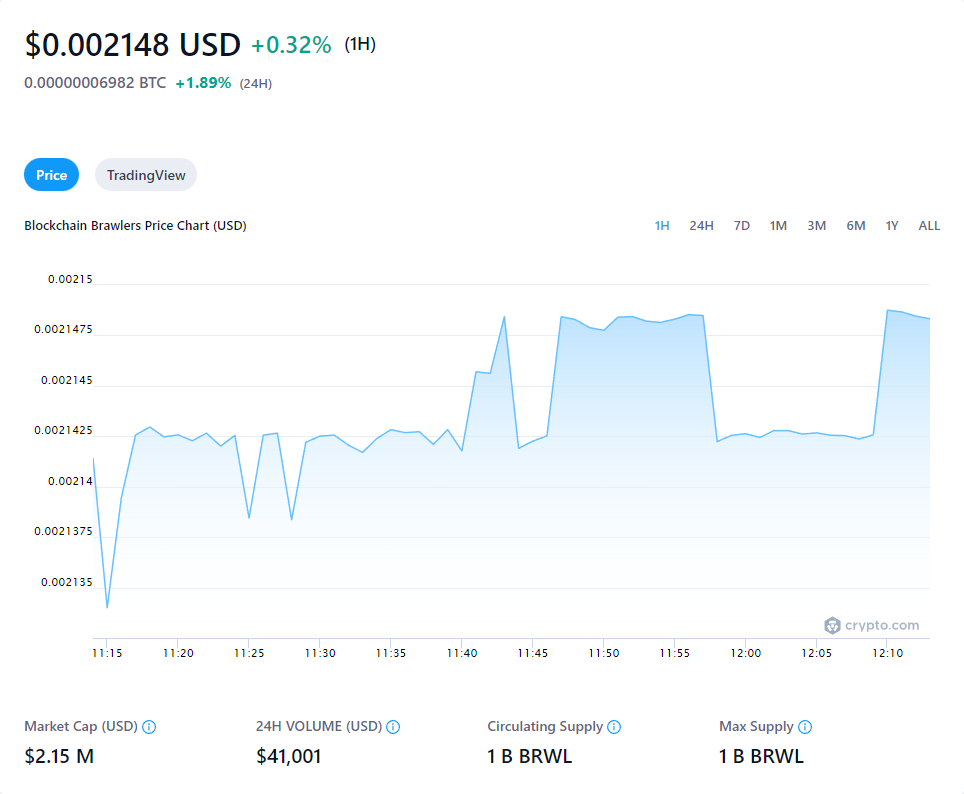 $0.002148 USD +0.32% (1H)
0.00000006982 BTC +1.89% (24H)
Price TradingView
Blockchain Brawlers Price Chart (USD) 1H 24H 7D 1M 3M 6M 1Y ALL
0.00215
0.0021475
0.002145
0.0021425
0.00214
0.0021375
0.002135
crypto.com
11:15 11:20 11:25 11:30 11:35 11:40 11:45 11:50 11:55 12:00 12:05 12:10
Market Cap (USD) 24H VOLUME (USD) Circulating Supply Max Supply
$2.15 M $41,001 1 B BRWL 1 B BRWL